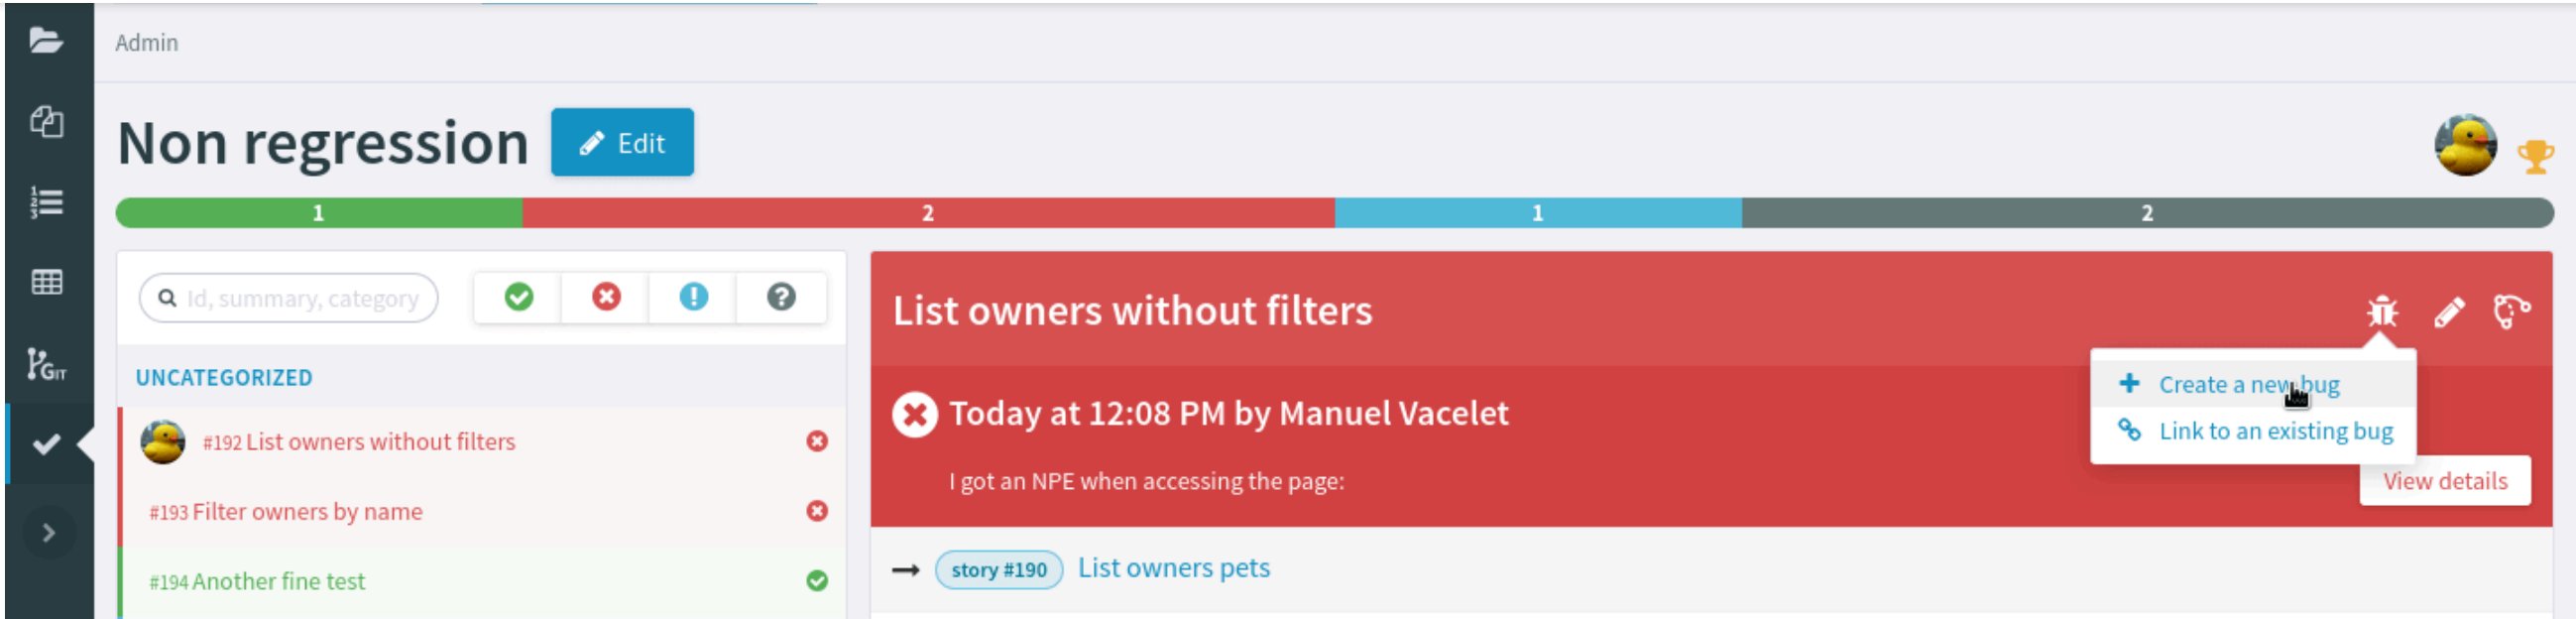 Admin
Non regression
Edit
1
2
1
2
Id, summary, category
UNCATEGORIZED
#192 List owners without filters
#193 Filter owners by name
#194 Another fine test
GIT
List owners without filters
Create a new bug
Link to an existing bug
Today at 12:08 PM by Manuel Vacelet
I got an NPE when accessing the page:
View details
story #190 List owners pets